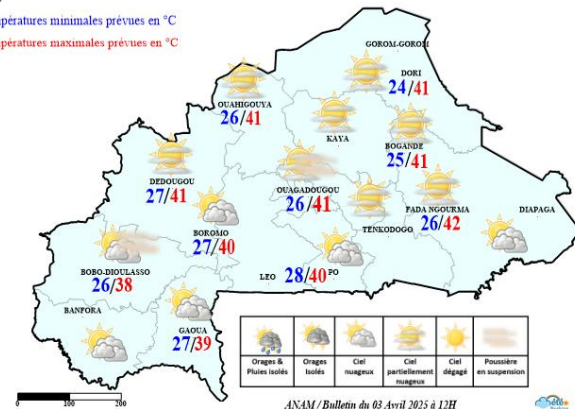 pératures minimales prévues en °C
pératures maximales prévues en °C
GOROM-GOROM
DORI
24/41
OUAHIGOUYA
26/41
KAYA
BOGANDE
25/41
DEDOUGOU
27/41
OUAGADOUGOU
26/41
FADA NGOURMA
26/42
DIAPAGA
TENKODOGO
BOROMO
27/40
BOBO-DIOULASSO
26/38
LEO
28/40
PO
BANFORA
GAOUA
27/39
Orages & Pluies isolés
Orages Isolés
Ciel nuageux
Ciel partiellement nuageux
Ciel dégagé
Poussière en suspension
0 100 200
ANAM / Bulletin du 03 Avril 2025 à 12H